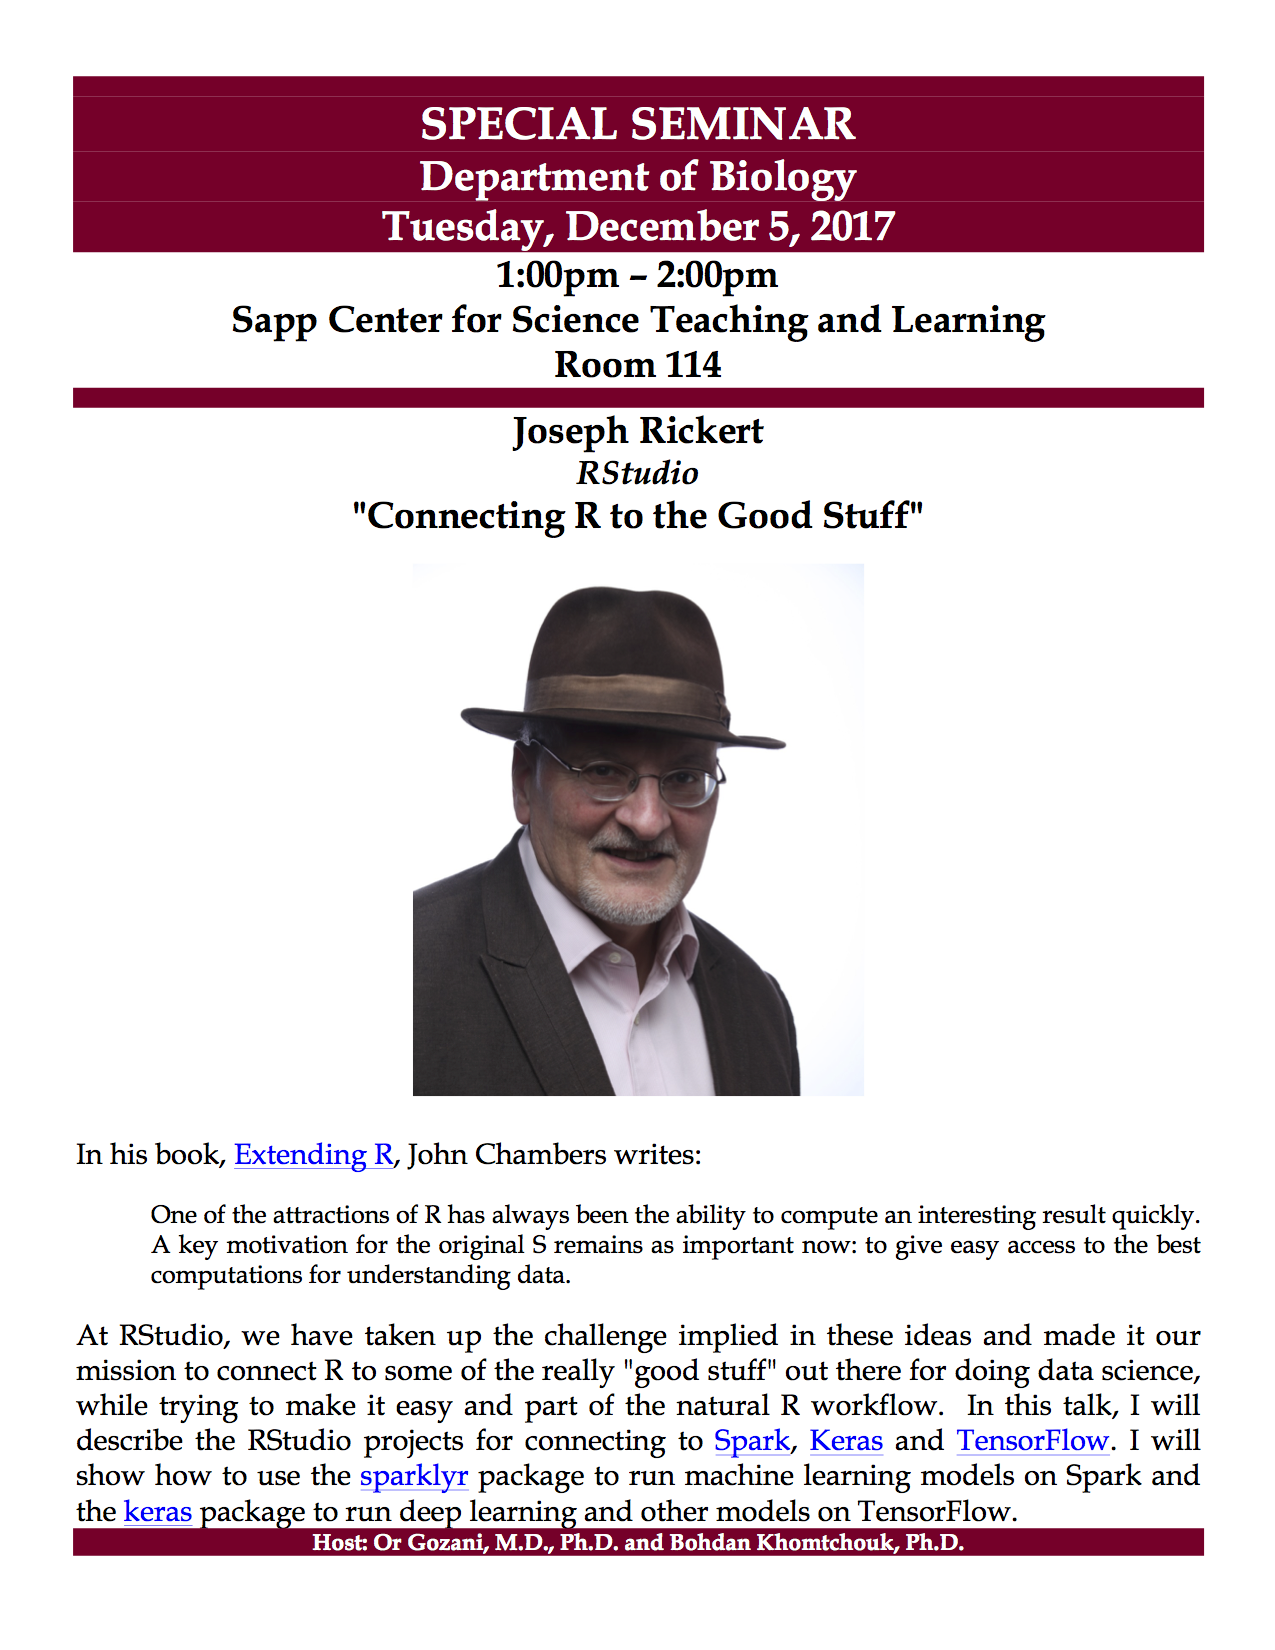 SPECIAL SEMINAR
Department of Biology
Tuesday, December 5, 2017
1:00pm – 2:00pm
Sapp Center for Science Teaching and Learning
Room 114
Joseph Rickert
RStudio
"Connecting R to the Good Stuff"
In his book, Extending R, John Chambers writes:
One of the attractions of R has always been the ability to compute an interesting result quickly.
A key motivation for the original S remains as important now: to give easy access to the best
computations for understanding data.
At RStudio, we have taken up the challenge implied in these ideas and made it our
mission to connect R to some of the really "good stuff" out there for doing data science,
while trying to make it easy and part of the natural R workflow.  In this talk, I will
describe the RStudio projects for connecting to Spark, Keras and TensorFlow. I will
show how to use the sparklyr package to run machine learning models on Spark and
the keras package to run deep learning and other models on TensorFlow.
Host: Or Gozani, M.D., Ph.D. and Bohdan Khomtchouk, Ph.D.